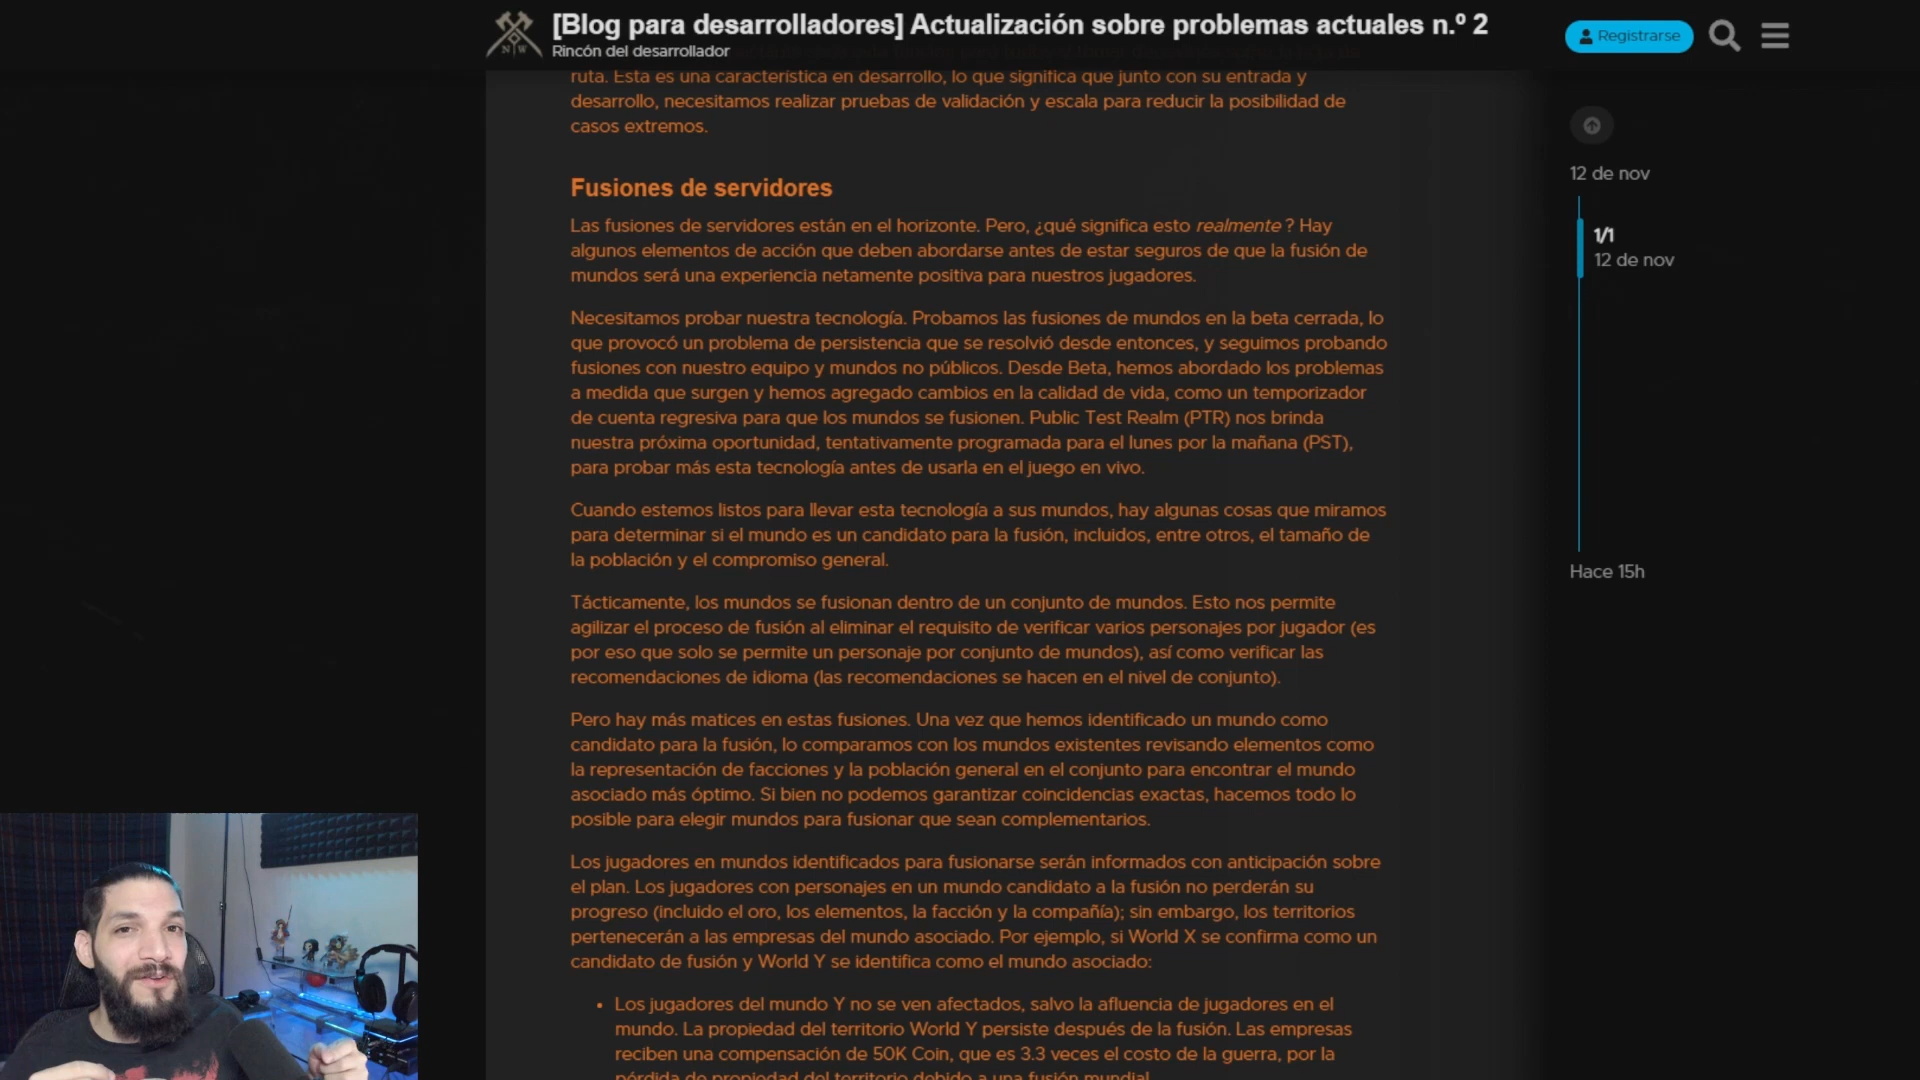 [Blog para desarrolladores] Actualización sobre problemas actuales n.º 2
Rincón del desarrollador
Registrarse
ruta. Esta es una característica en desarrollo, lo que significa que junto con su entrada y
desarrollo, necesitamos realizar pruebas de validación y escala para reducir la posibilidad de
casos extremos.
Fusiones de servidores
Las fusiones de servidores están en el horizonte. Pero, ¿qué significa esto realmente ? Hay
algunos elementos de acción que deben abordarse antes de estar seguros de que la fusión de
mundos será una experiencia netamente positiva para nuestros jugadores.
Necesitamos probar nuestra tecnología. Probamos las fusiones de mundos en la beta cerrada, lo
que provocó un problema de persistencia que se resolvió desde entonces, y seguimos probando
fusiones con nuestro equipo y mundos no públicos. Desde Beta, hemos abordado los problemas
a medida que surgen y hemos agregado cambios en la calidad de vida, como un temporizador
de cuenta regresiva para que los mundos se fusionen. Public Test Realm (PTR) nos brinda
nuestra próxima oportunidad, tentativamente programada para el lunes por la mañana (PST),
para probar más esta tecnología antes de usarla en el juego en vivo.
Cuando estemos listos para llevar esta tecnología a sus mundos, hay algunas cosas que miramos
para determinar si el mundo es un candidato para la fusión, incluidos, entre otros, el tamaño de
la población y el compromiso general.
Tácticamente, los mundos se fusionan dentro de un conjunto de mundos. Esto nos permite
agilizar el proceso de fusión al eliminar el requisito de verificar varios personajes por jugador (es
por eso que solo se permite un personaje por conjunto de mundos), así como verificar las
recomendaciones de idioma (las recomendaciones se hacen en el nivel de conjunto).
Pero hay más matices en estas fusiones. Una vez que hemos identificado un mundo como
candidato para la fusión, lo comparamos con los mundos existentes revisando elementos como
la representación de facciones y la población general en el conjunto para encontrar el mundo
asociado más óptimo. Si bien no podemos garantizar coincidencias exactas, hacemos todo lo
posible para elegir mundos para fusionar que sean complementarios.
Los jugadores en mundos identificados para fusionarse serán informados con anticipación sobre
el plan. Los jugadores con personajes en un mundo candidato a la fusión no perderán su
progreso (incluido el oro, los elementos, la facción y la compañía); sin embargo, los territorios
pertenecerán a las empresas del mundo asociado. Por ejemplo, si World X se confirma como un
candidato de fusión y World Y se identifica como el mundo asociado:
• Los jugadores del mundo Y no se ven afectados, salvo la afluencia de jugadores en el
mundo. La propiedad del territorio World Y persiste después de la fusión. Las empresas
reciben una compensación de 50K Coin, que es 3.3 veces el costo de la guerra, por la
pérdida de propiedad del territorio debido a una fusión mundial.
12 de nov
1/1
12 de nov
Hace 15h